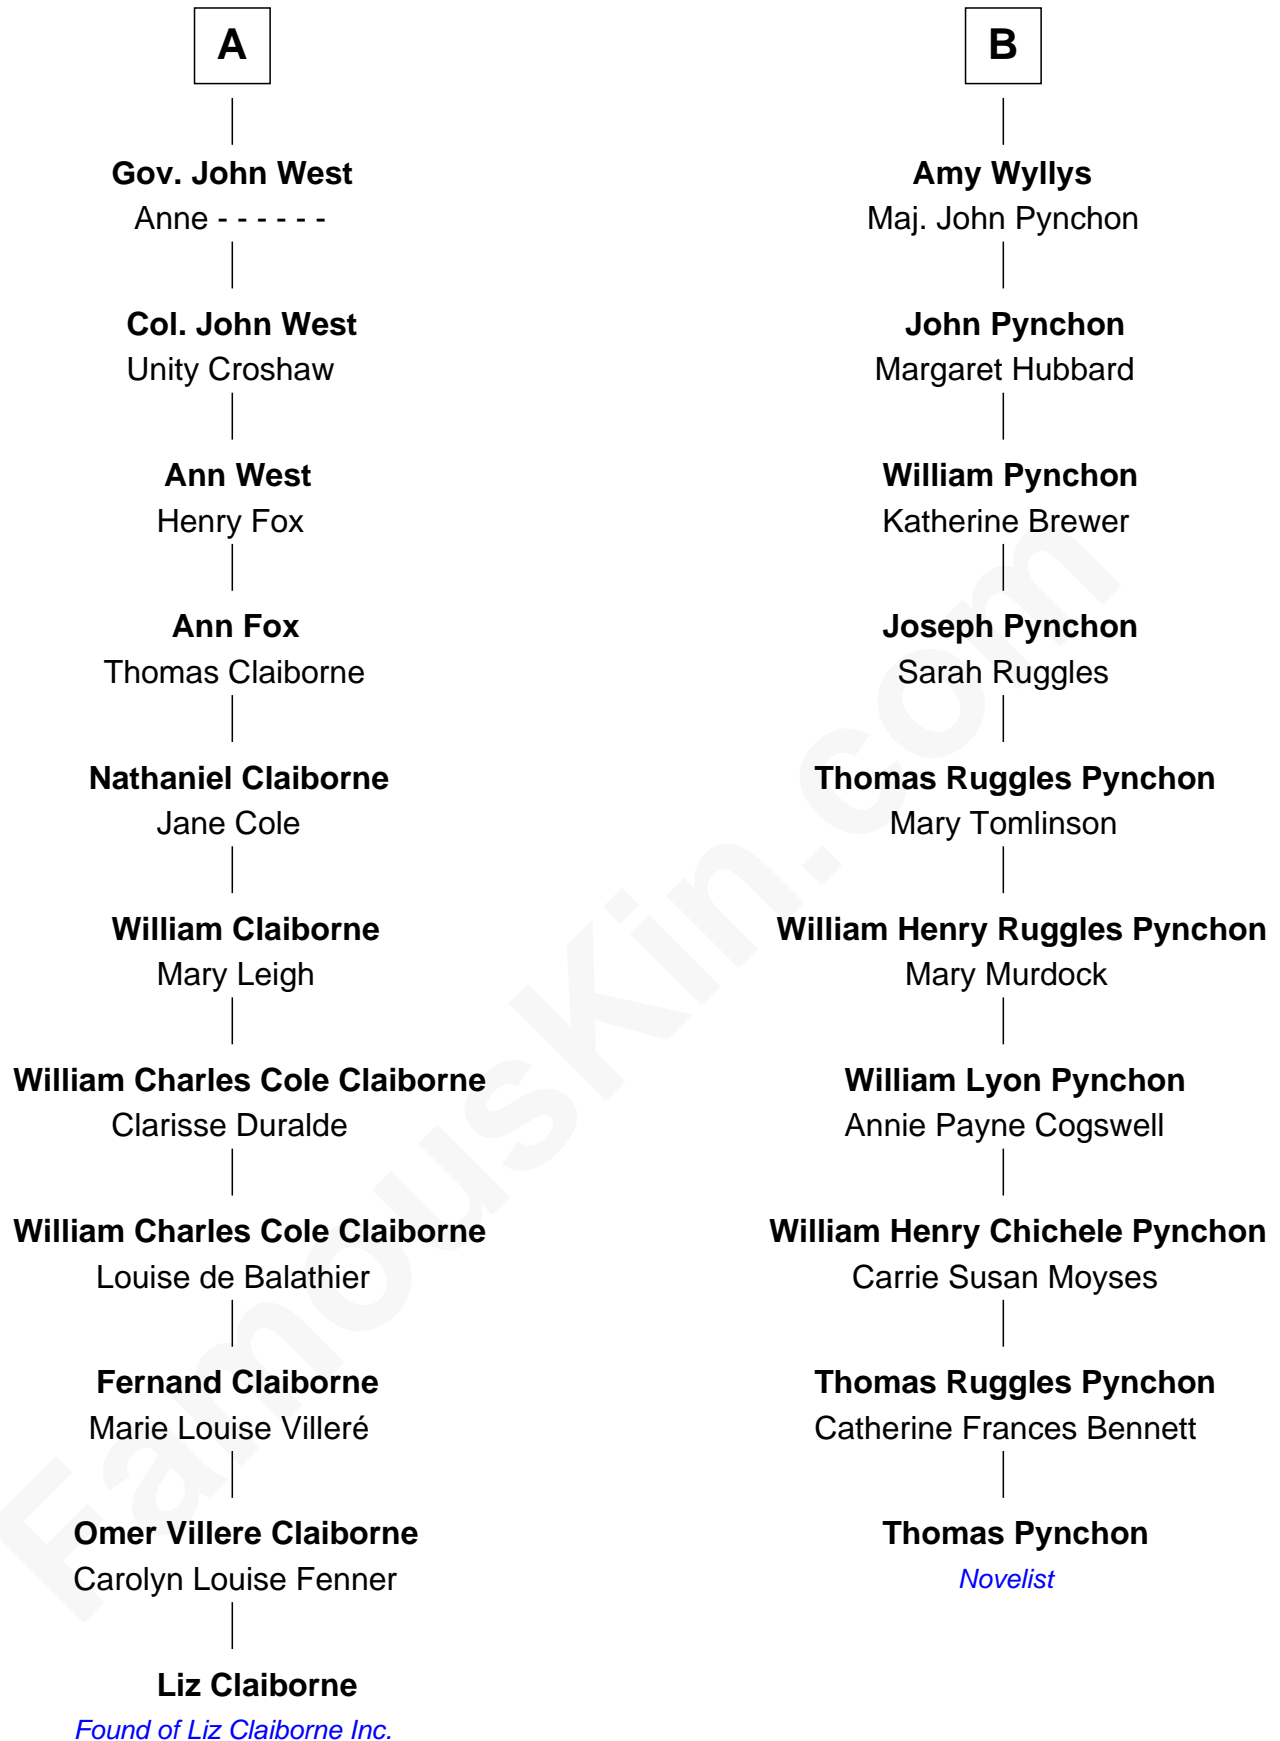 A
Gov. John West
Anne - - - - - -
Col. John West
Unity Croshaw
Ann West
Henry Fox
Ann Fox
Thomas Claiborne
Nathaniel Claiborne
Jane Cole
William Claiborne
Mary Leigh
William Charles Cole Claiborne
Clarisse Duralde
William Charles Cole Claiborne
Louise de Balathier
Fernand Claiborne
Marie Louise Villeré
Omer Villere Claiborne
Carolyn Louise Fenner
Liz Claiborne
Found of Liz Claiborne Inc.
B
Amy Wyllys
Maj. John Pynchon
John Pynchon
Margaret Hubbard
William Pynchon
Katherine Brewer
Joseph Pynchon
Sarah Ruggles
Thomas Ruggles Pynchon
Mary Tomlinson
William Henry Ruggles Pynchon
Mary Murdock
William Lyon Pynchon
Annie Payne Cogswell
William Henry Chichele Pynchon
Carrie Susan Moyses
Thomas Ruggles Pynchon
Catherine Frances Bennett
Thomas Pynchon
Novelist
FamousKin.com